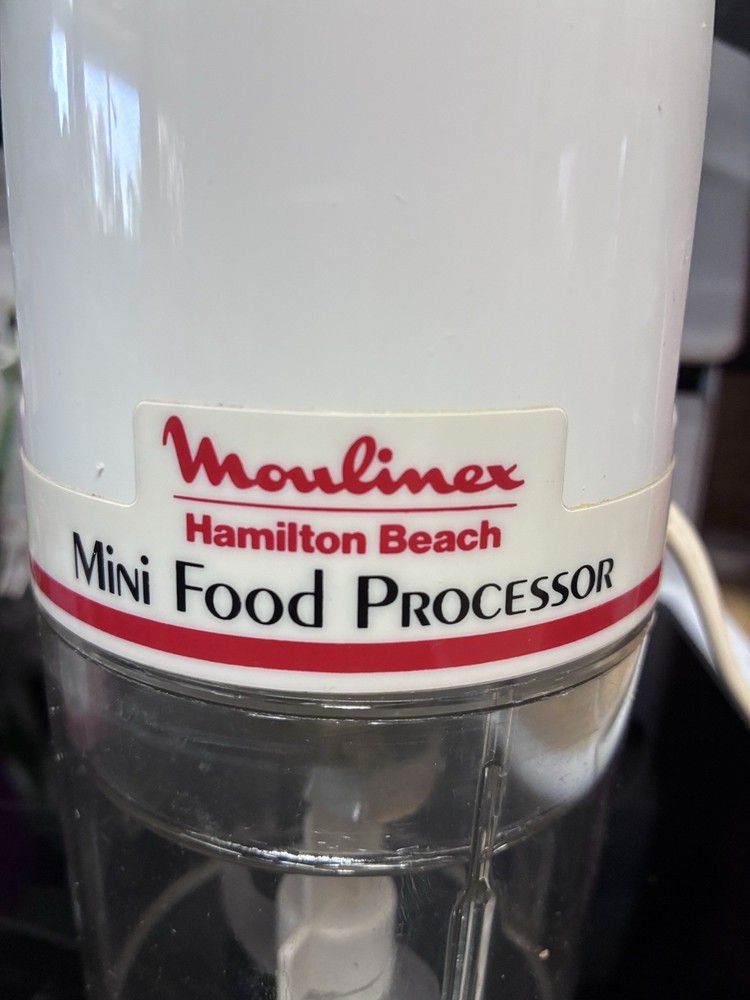 Moulinex
Hamilton Beach
Mini Food Processor